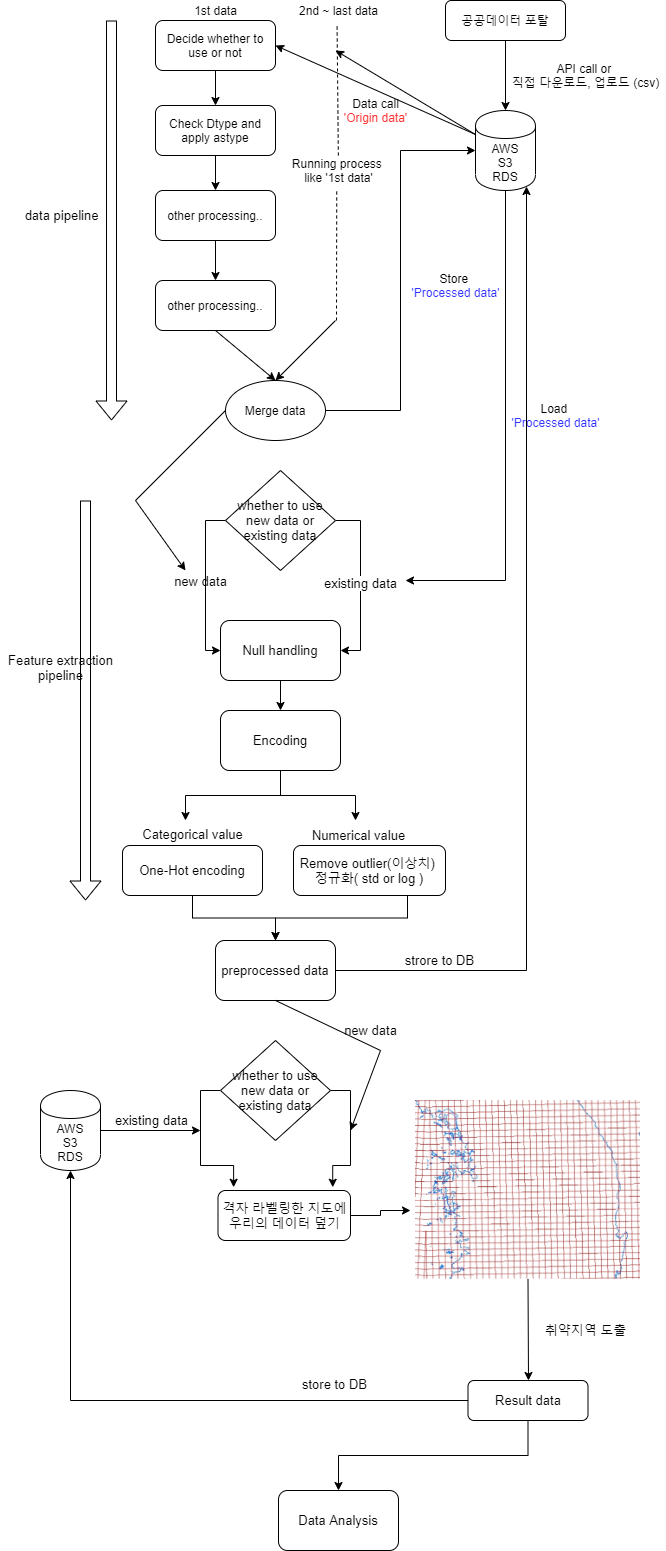 1st data
2nd ~ last data
공공데이터 포탈
Decide whether to
use or not
API call or
직접 다운로드, 업로드 (csv)
Data call
'Origin data'
Check Dtype and
apply astype
AWS
S3
RDS
Running process
like '1st data'
data pipeline
other processing..
Store
'Processed data'
other processing..
Merge data
Load
'Processed data'
whether to use
new data or
existing data
new data
existing data
Null handling
Feature extraction
pipeline
Encoding
Categorical value
Numerical value
One-Hot encoding
Remove outlier(이상치)
정규화( std or log )
preprocessed data
strore to DB
new data
whether to use
new data or
existing data
existing data
AWS
S3
RDS
격자 라벨링한 지도에
우리의 데이터 덮기
취약지역 도출
store to DB
Result data
Data Analysis